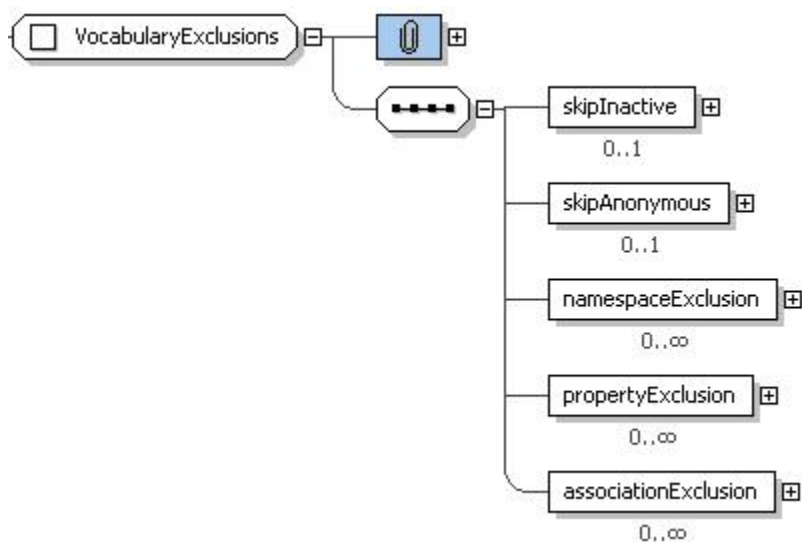 VocabularyExclusions
skipInactive
0..1
skipAnonymous
0..1
namespaceExclusion
0..∞
propertyExclusion
0..∞
associationExclusion
0..∞